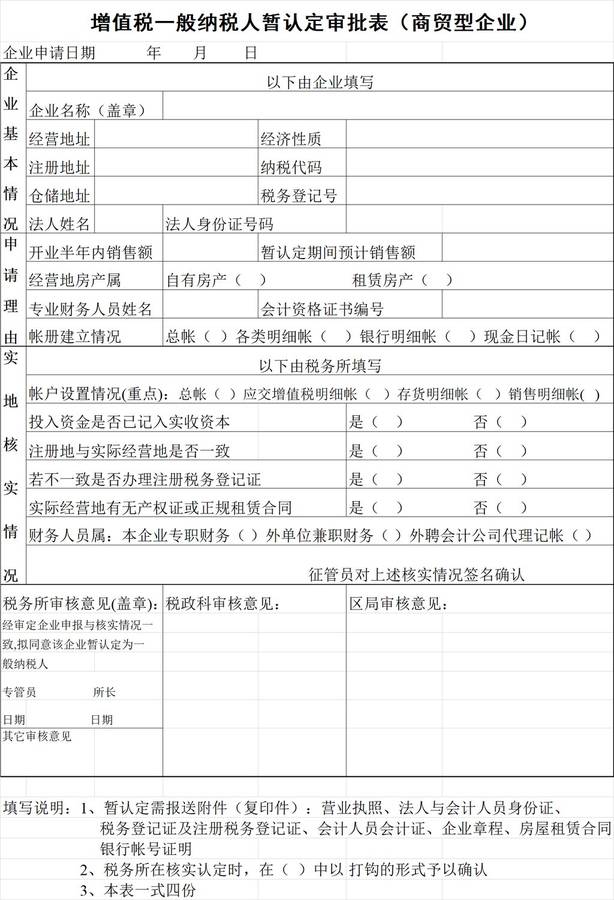 增值税一般纳税人暂认定审批表（商贸型企业）
企业申请日期 年 月 日
企业基本情况
以下由企业填写
企业名称（盖章）
经营地址 经济性质
注册地址 纳税代码
仓储地址 税务登记号
法人姓名 法人身份证号码
申请理由
开业半年内销售额 暂认定期间预计销售额
经营地房产属 自有房产（ ） 租赁房产（ ）
专业财务人员姓名 会计资格证书编号
帐册建立情况 总帐（ ）各类明细帐（ ）银行明细帐（ ）现金日记帐（ ）
实地核实情况
以下由税务所填写
帐户设置情况(重点)：总帐（ ）应交增值税明细帐（ ）存货明细帐（ ）销售明细帐( )
投入资金是否已记入实收资本 是（ ） 否（ ）
注册地与实际经营地是否一致 是（ ） 否（ ）
若不一致是否办理注册税务登记证 是（ ） 否（ ）
实际经营地有无产权证或正规租赁合同 是（ ） 否（ ）
财务人员属：本企业专职财务（ ）外单位兼职财务（ ）外聘会计公司代理记帐（ ）
征管员对上述核实情况签名确认
税务所审核意见(盖章)： 税政科审核意见： 区局审核意见：
经审定企业申报与核实情况一
致,拟同意该企业暂认定为一
般纳税人
专管员 所长
日期 日期
其它审核意见
填写说明：1、暂认定需报送附件（复印件）：营业执照、法人与会计人员身份证、
税务登记证及注册税务登记证、会计人员会计证、企业章程、房屋租赁合同
银行帐号证明
2、税务所在核实认定时，在（ ）中以 打钩的形式予以确认
3、本表一式四份